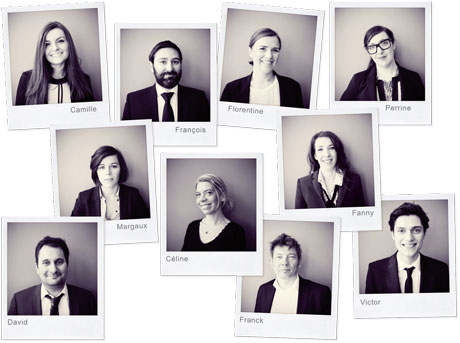 Camille
François
Florentine
Perrine
Margaux
Céline
Fanny
David
Franck
Victor